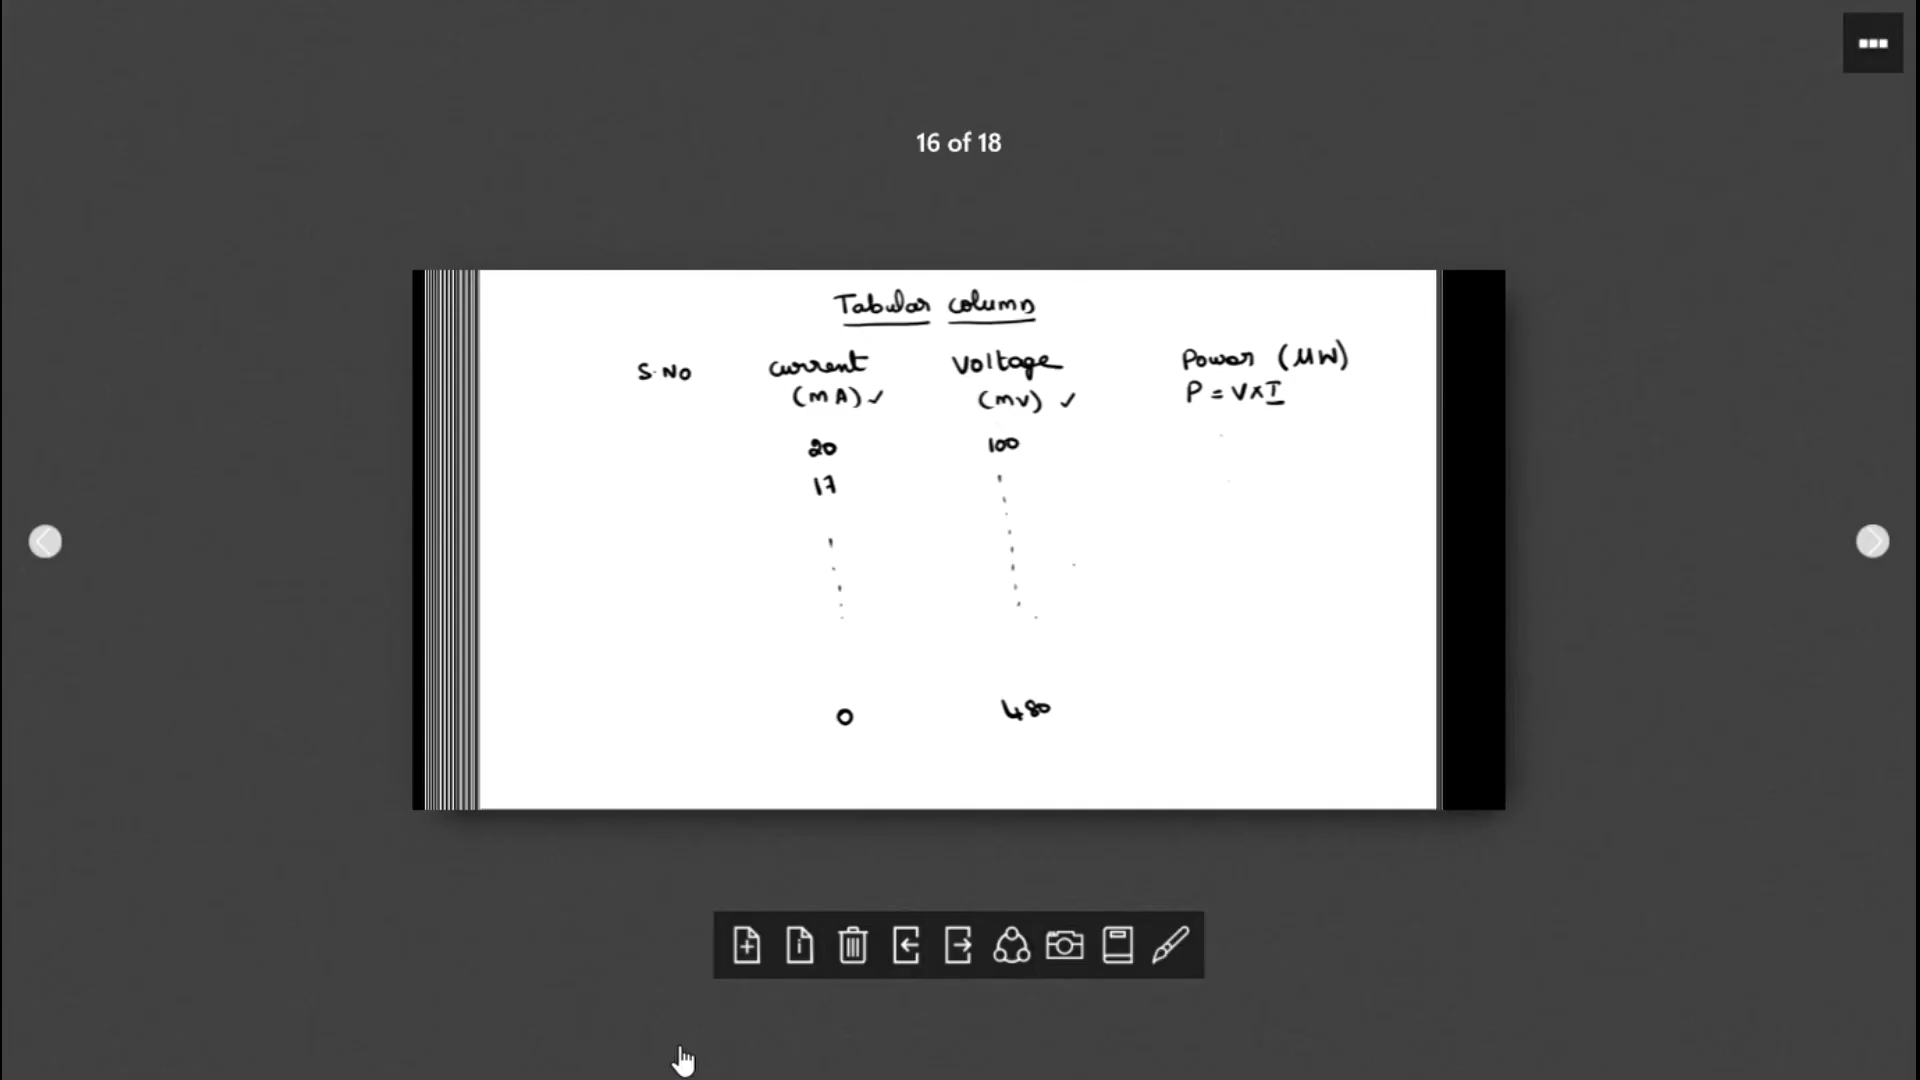 16 of 18
Tabular column
S.No Current Voltage Power (μW)
(mA) ✓ (mv) ✓ P = V×I
20 100
17
0 480